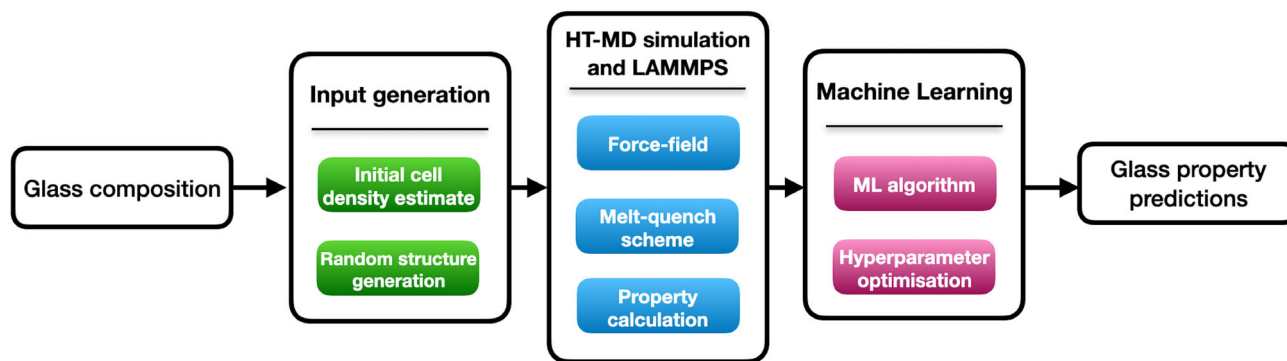 Glass composition
Input generation
Initial cell
density estimate
Random structure
generation
HT-MD simulation
and LAMMPS
Force-field
Melt-quench
scheme
Property
calculation
Machine Learning
ML algorithm
Hyperparameter
optimisation
Glass property
predictions